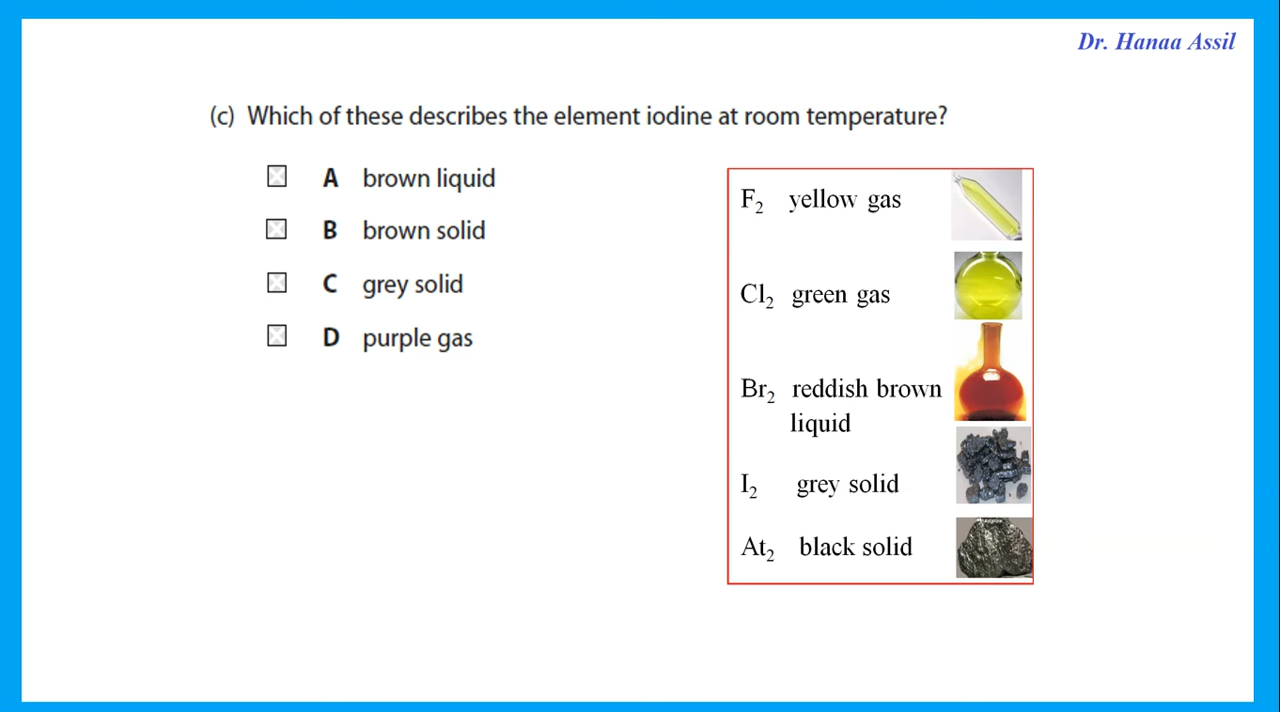 Dr. Hanaa Assil
(c) Which of these describes the element iodine at room temperature?
A brown liquid
B brown solid
C grey solid
D purple gas
F₂ yellow gas
Cl₂ green gas
Br₂ reddish brown
liquid
I₂ grey solid
At₂ black solid